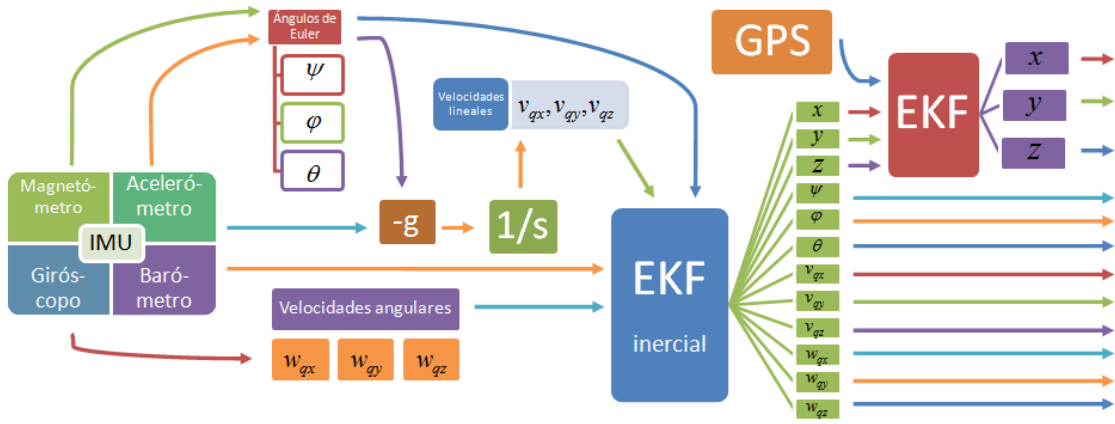 Ángulos de
Euler
ψ
φ
θ
Magnetó-
metro
Aceleró-
metro
IMU
Girós-
copo
Baró-
metro
-g
1/s
Velocidades
lineales
v_qx, v_qy, v_qz
Velocidades angulares
w_qx
w_qy
w_qz
EKF
inercial
GPS
x
y
z
ψ
φ
θ
v_qx
v_qy
v_qz
w_qx
w_qy
w_qz
EKF
x
y
z